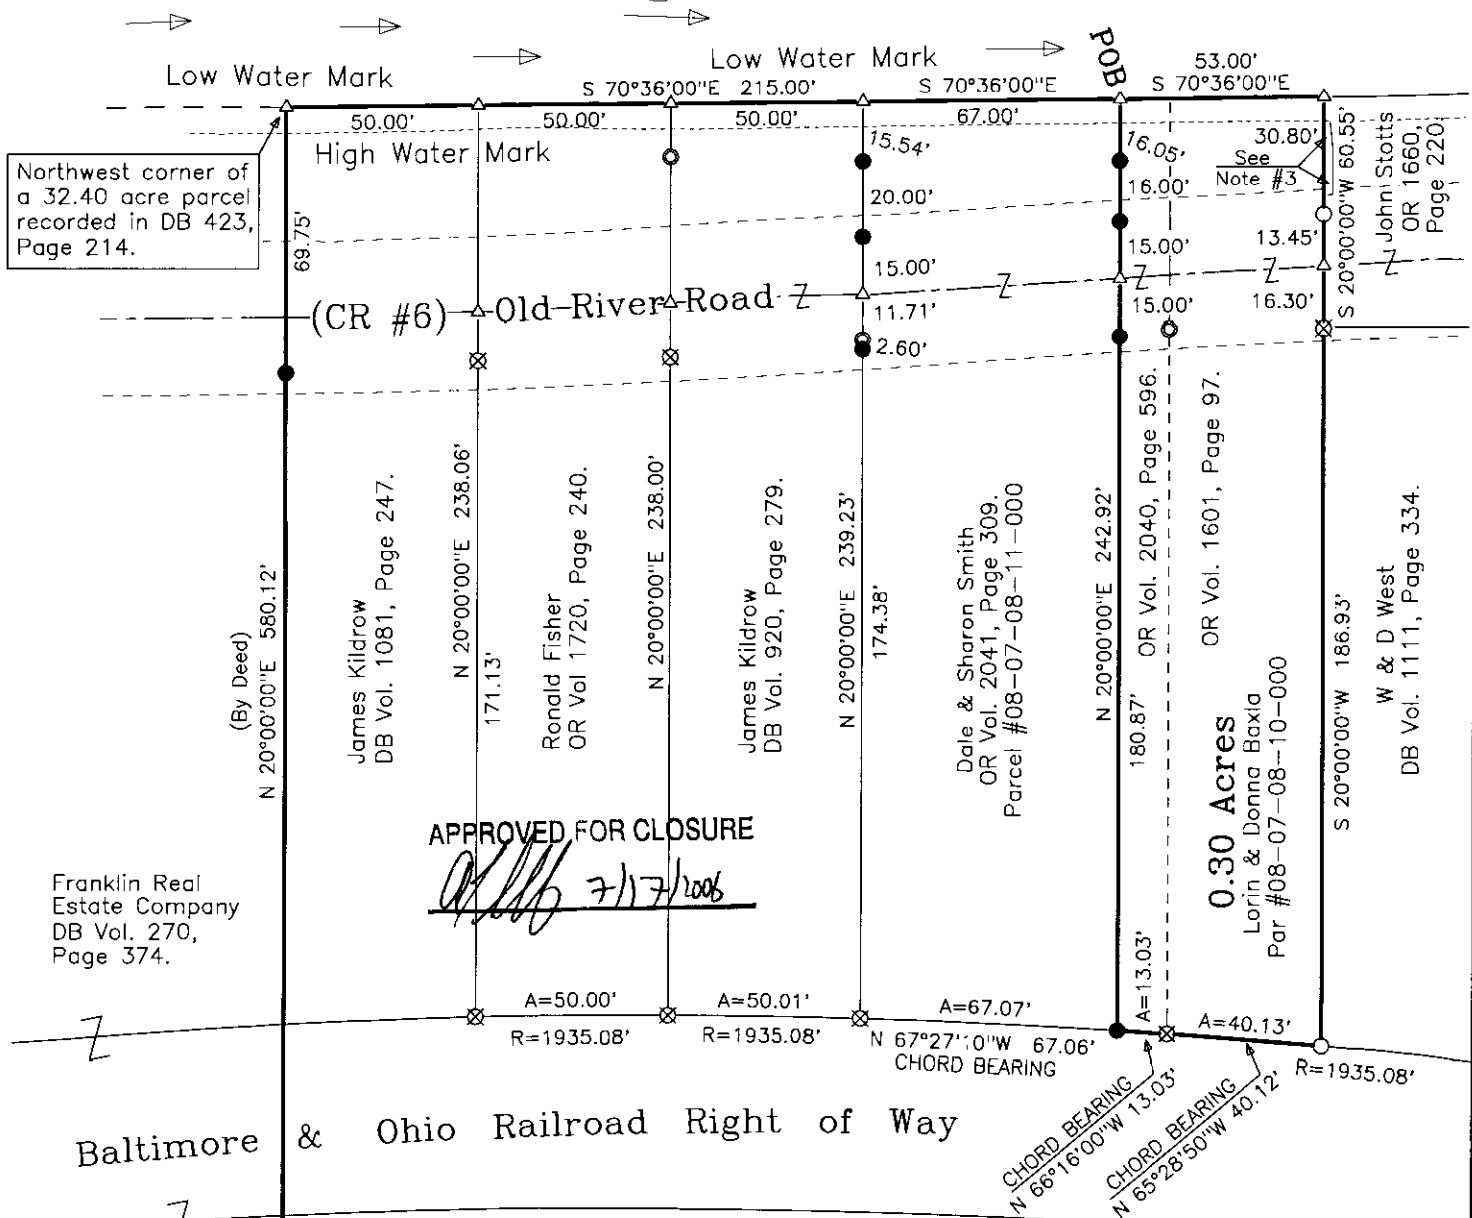 Low Water Mark
Low Water Mark
POB
53.00'
S 70°36'00"E 215.00'
S 70°36'00"E
S 70°36'00"E
50.00'
50.00'
50.00'
67.00'
High Water Mark
Northwest corner of
a 32.40 acre parcel
recorded in DB 423,
Page 214.
69.75'
15.54'
20.00'
15.00'
11.71'
2.60'
16.05'
16.00'
15.00'
15.00'
30.80'
See
Note #3
13.45'
16.30'
S 20°00'00"W 60.55'
John Stotts
OR 1660,
Page 220.
(CR #6) Old River Road
(By Deed)
N 20°00'00"E 580.12'
James Kildrow
DB Vol. 1081, Page 247.
N 20°00'00"E 238.06'
171.13'
Ronald Fisher
OR Vol 1720, Page 240.
N 20°00'00"E 238.00'
James Kildrow
DB Vol. 920, Page 279.
N 20°00'00"E 239.23'
174.38'
Dale & Sharon Smith
OR Vol. 2041, Page 309.
Parcel #08-07-08-11-000
N 20°00'00"E 242.92'
180.87'
OR Vol. 2040, Page 596.
OR Vol. 1601, Page 97.
0.30 Acres
Lorin & Donna Baxla
Par #08-07-08-10-000
S 20°00'00"W 186.93'
W & D West
DB Vol. 1111, Page 334.
APPROVED FOR CLOSURE
7/17/2006
Franklin Real
Estate Company
DB Vol. 270,
Page 374.
A=50.00'
R=1935.08'
A=50.01'
R=1935.08'
A=67.07'
N 67°27'10"W 67.06'
CHORD BEARING
A=13.03'
A=40.13'
R=1935.08'
CHORD BEARING
N 66°16'00"W 13.03'
CHORD BEARING
N 65°28'50"W 40.12'
Baltimore & Ohio Railroad Right of Way